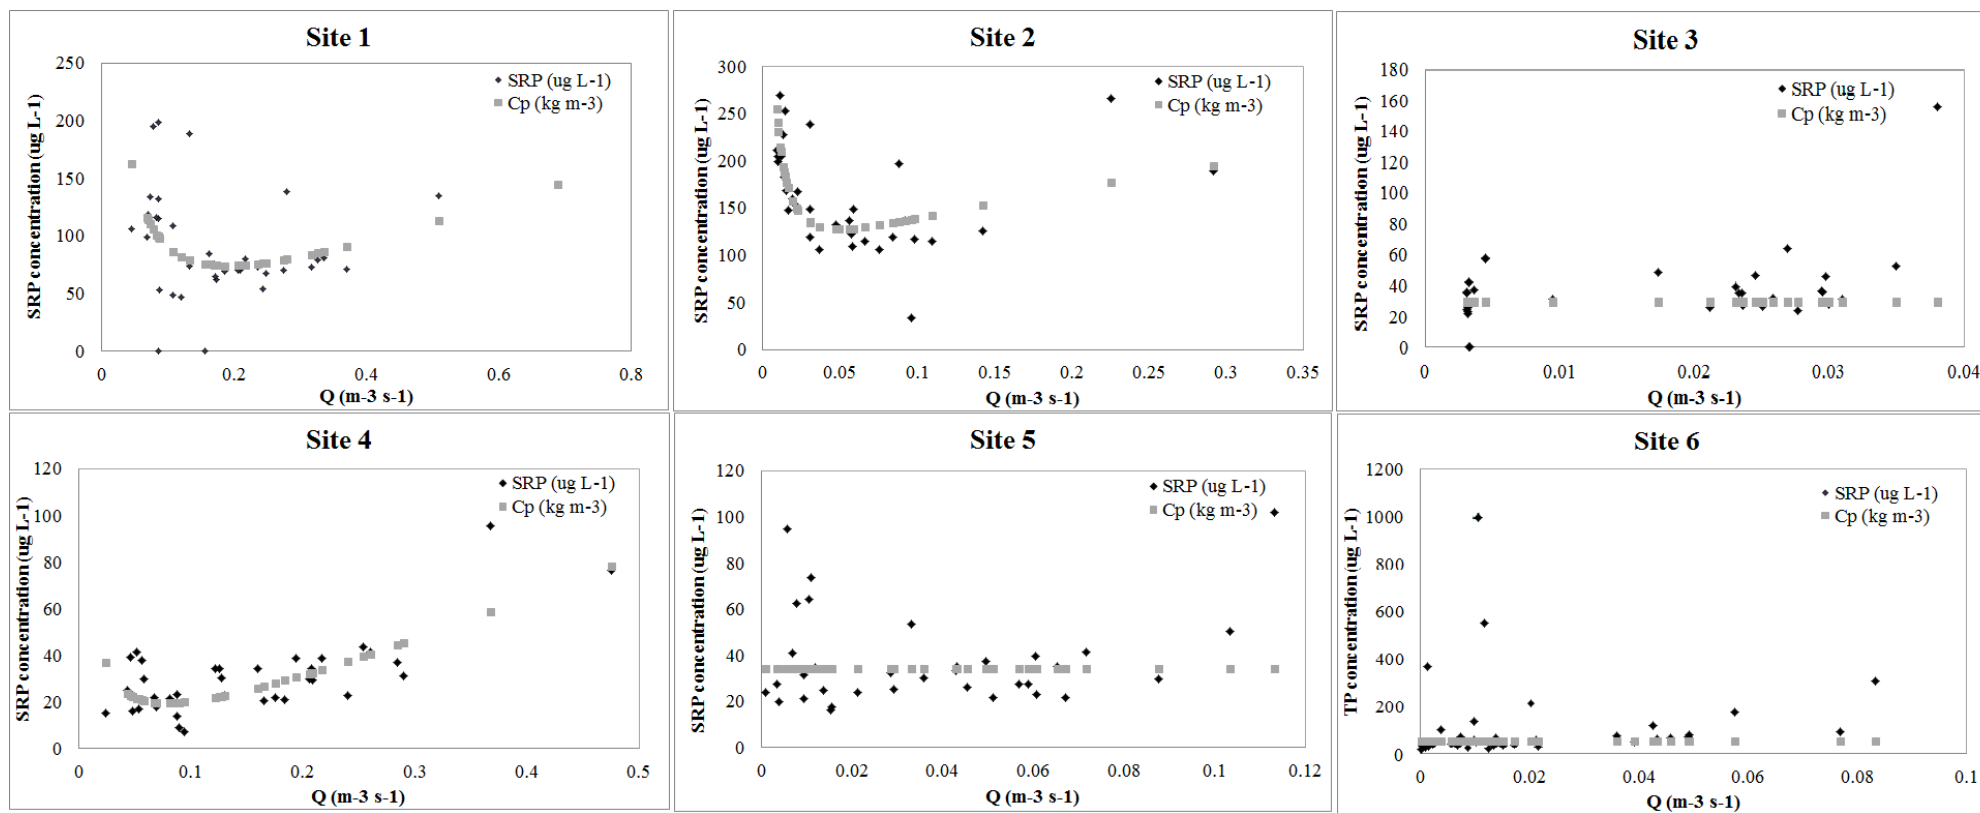 Site 1
SRP concentration (ug L-1)
250
200
150
100
50
0
SRP (ug L-1)
Cp (kg m-3)
0 0.2 0.4 0.6 0.8
Q (m-3 s-1)
Site 2
SRP concentration (ug L-1)
300
250
200
150
100
50
0
SRP (ug L-1)
Cp (kg m-3)
0 0.05 0.1 0.15 0.2 0.25 0.3 0.35
Q (m-3 s-1)
Site 3
SRP concentration (ug L-1)
180
160
140
120
100
80
60
40
20
0
SRP (ug L-1)
Cp (kg m-3)
0 0.01 0.02 0.03 0.04
Q (m-3 s-1)
Site 4
SRP concentration (ug L-1)
120
100
80
60
40
20
0
SRP (ug L-1)
Cp (kg m-3)
0 0.1 0.2 0.3 0.4 0.5
Q (m-3 s-1)
Site 5
SRP concentration (ug L-1)
120
100
80
60
40
20
0
SRP (ug L-1)
Cp (kg m-3)
0 0.02 0.04 0.06 0.08 0.1 0.12
Q (m-3 s-1)
Site 6
TP concentration (ug L-1)
1200
1000
800
600
400
200
0
SRP (ug L-1)
Cp (kg m-3)
0 0.02 0.04 0.06 0.08 0.1
Q (m-3 s-1)